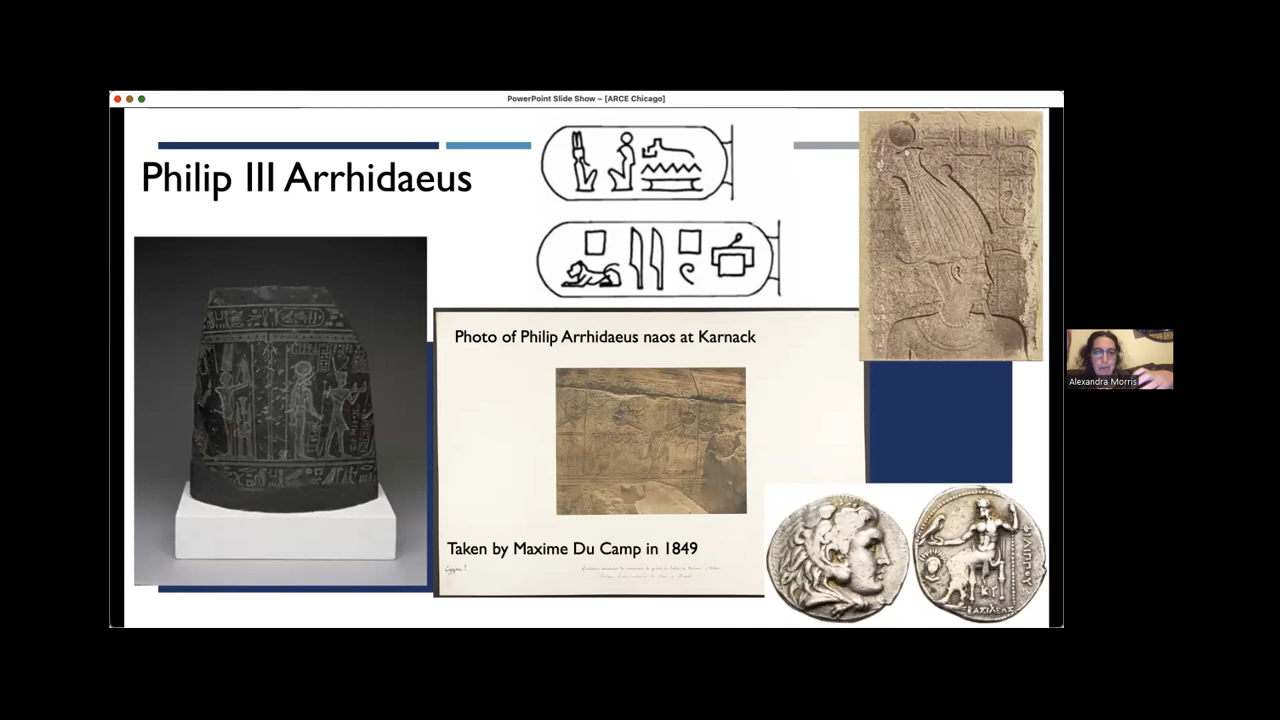 PowerPoint Slide Show – [ARCE Chicago]
Philip III Arrhidaeus
Photo of Philip Arrhidaeus naos at Karnack
Taken by Maxime Du Camp in 1849
ΦΙΛΙΠΠΟΥ
ΚΥ
ΒΑΣΙΛΕΩΣ
Alexandra Morris